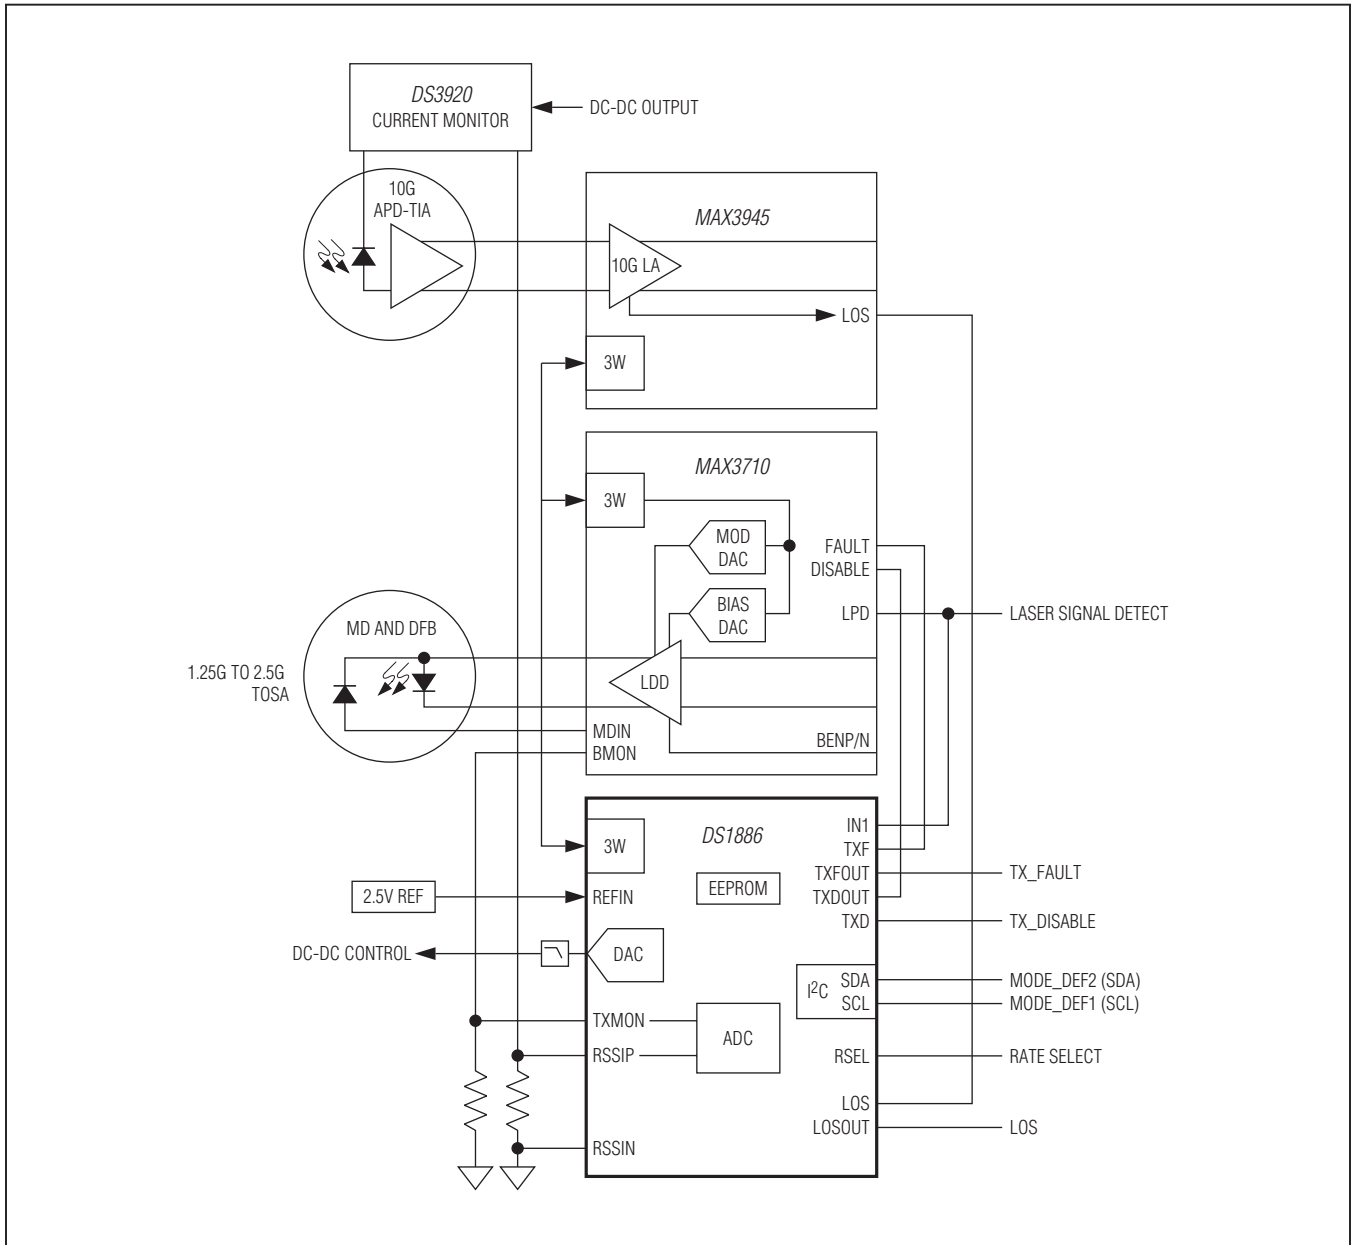 DS3920
CURRENT MONITOR
DC-DC OUTPUT
10G
APD-TIA
MAX3945
10G LA
LOS
3W
MAX3710
3W
MOD
DAC
BIAS
DAC
FAULT
DISABLE
LPD
LASER SIGNAL DETECT
MD AND DFB
1.25G TO 2.5G
TOSA
LDD
MDIN
BMON
BENP/N
DS1886
3W
EEPROM
IN1
TXF
TXFOUT
TX_FAULT
TXDOUT
TXD
TX_DISABLE
2.5V REF
REFIN
DC-DC CONTROL
DAC
I²C
SDA
MODE_DEF2 (SDA)
SCL
MODE_DEF1 (SCL)
TXMON
ADC
RSSIP
RSEL
RATE SELECT
LOS
LOSOUT
LOS
RSSIN